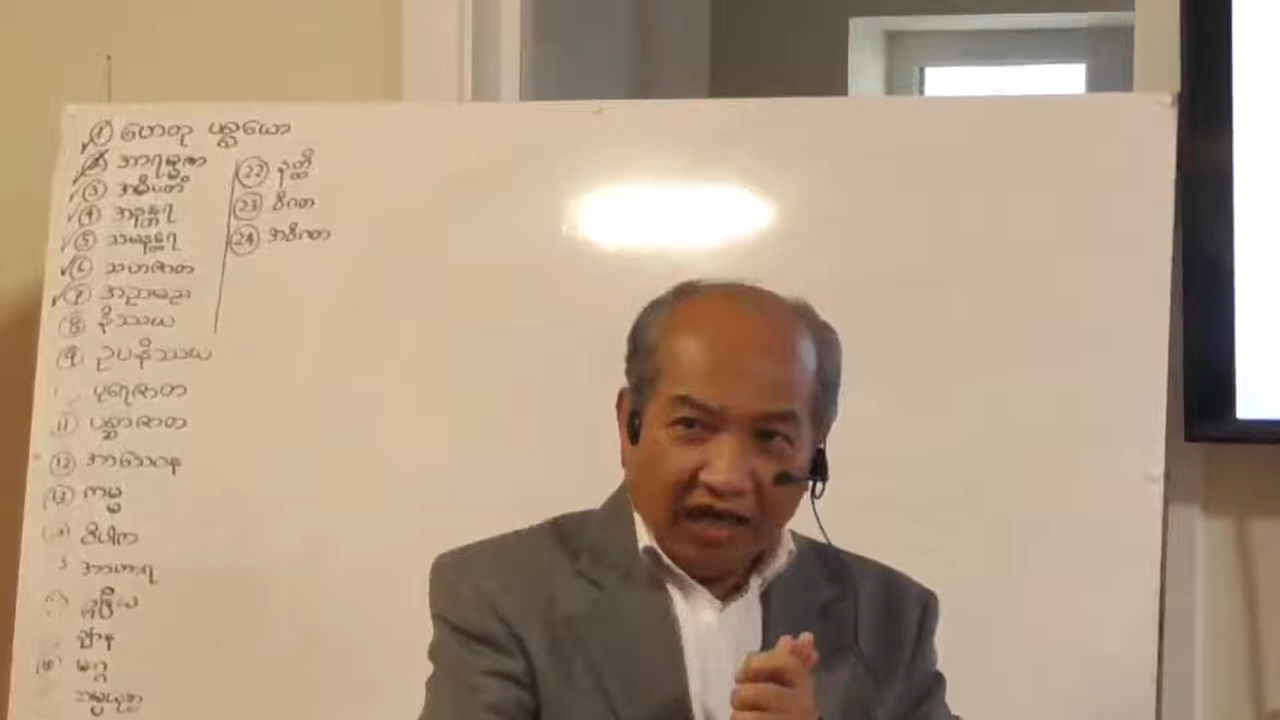 ① ဟေတု ပစ္စယော
② အာရမ္မဏ
③ အဓိပတိ
④ အနန္တရ
⑤ သမနန္တရ
⑥ သဟဇာတ
⑦ အညာမည
⑧ နိဿယ
⑨ ဥပနိဿယ
ပုရေဇာတ
11 ပစ္ဆာဇာတ
⑫ အာသေဝန
(13) ကမ္မ
ဝိပါက
အာဟာရ
ဣန္ဒြိယ
ဈာန
မဂ္ဂ
သမ္ပယုတ္တ
㉒ နတ္ထိ
㉓ ဝိဂတ
㉔ အဝိဂတ